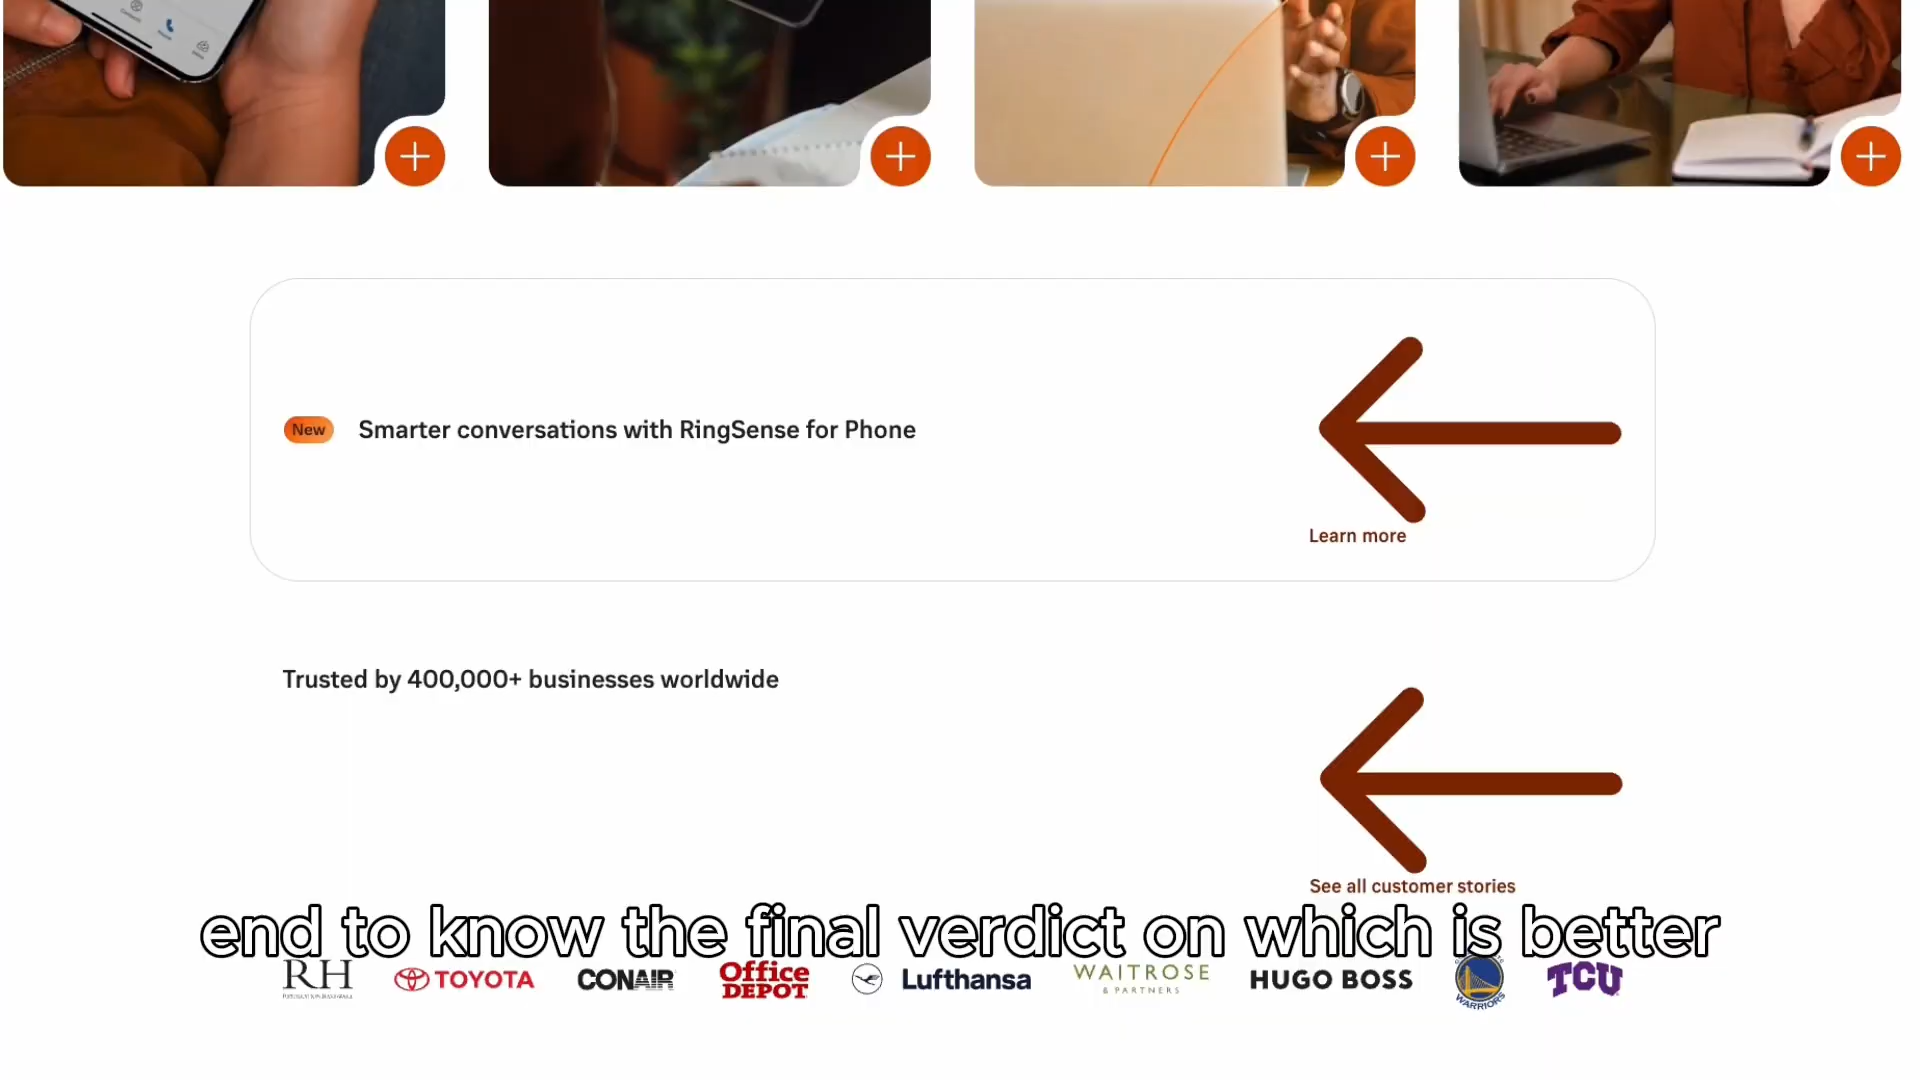 New
Smarter conversations with RingSense for Phone
Learn more
Trusted by 400,000+ businesses worldwide
See all customer stories
end to know the final verdict on which is better
RH
TOYOTA
CONAIR
Office
DEPOT
Lufthansa
WAITROSE
& PARTNERS
HUGO BOSS
WARRIORS
TCU